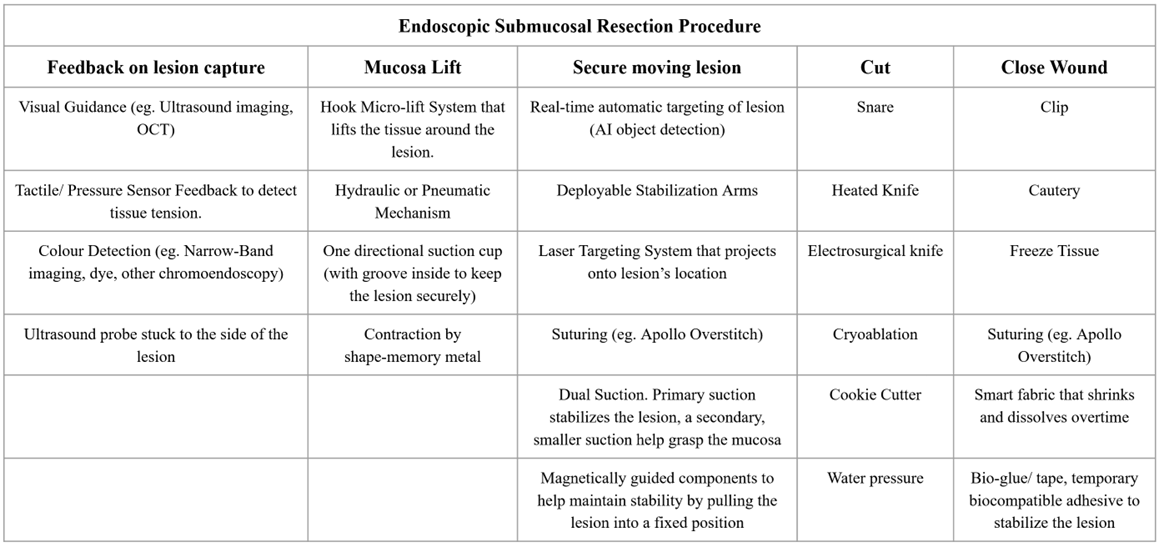 Endoscopic Submucosal Resection Procedure
Feedback on lesion capture
Mucosa Lift
Secure moving lesion
Cut
Close Wound
Visual Guidance (eg. Ultrasound imaging,
OCT)
Hook Micro-lift System that
lifts the tissue around the
lesion.
Real-time automatic targeting of lesion
(AI object detection)
Snare
Clip
Tactile/ Pressure Sensor Feedback to detect
tissue tension.
Hydraulic or Pneumatic
Mechanism
Deployable Stabilization Arms
Heated Knife
Cautery
Colour Detection (eg. Narrow-Band
imaging, dye, other chromoendoscopy)
One directional suction cup
(with groove inside to keep
the lesion securely)
Laser Targeting System that projects
onto lesion’s location
Electrosurgical knife
Freeze Tissue
Ultrasound probe stuck to the side of the
lesion
Contraction by
shape-memory metal
Suturing (eg. Apollo Overstitch)
Cryoablation
Suturing (eg. Apollo
Overstitch)
Dual Suction. Primary suction
stabilizes the lesion, a secondary,
smaller suction help grasp the mucosa
Cookie Cutter
Smart fabric that shrinks
and dissolves overtime
Magnetically guided components to
help maintain stability by pulling the
lesion into a fixed position
Water pressure
Bio-glue/ tape, temporary
biocompatible adhesive to
stabilize the lesion